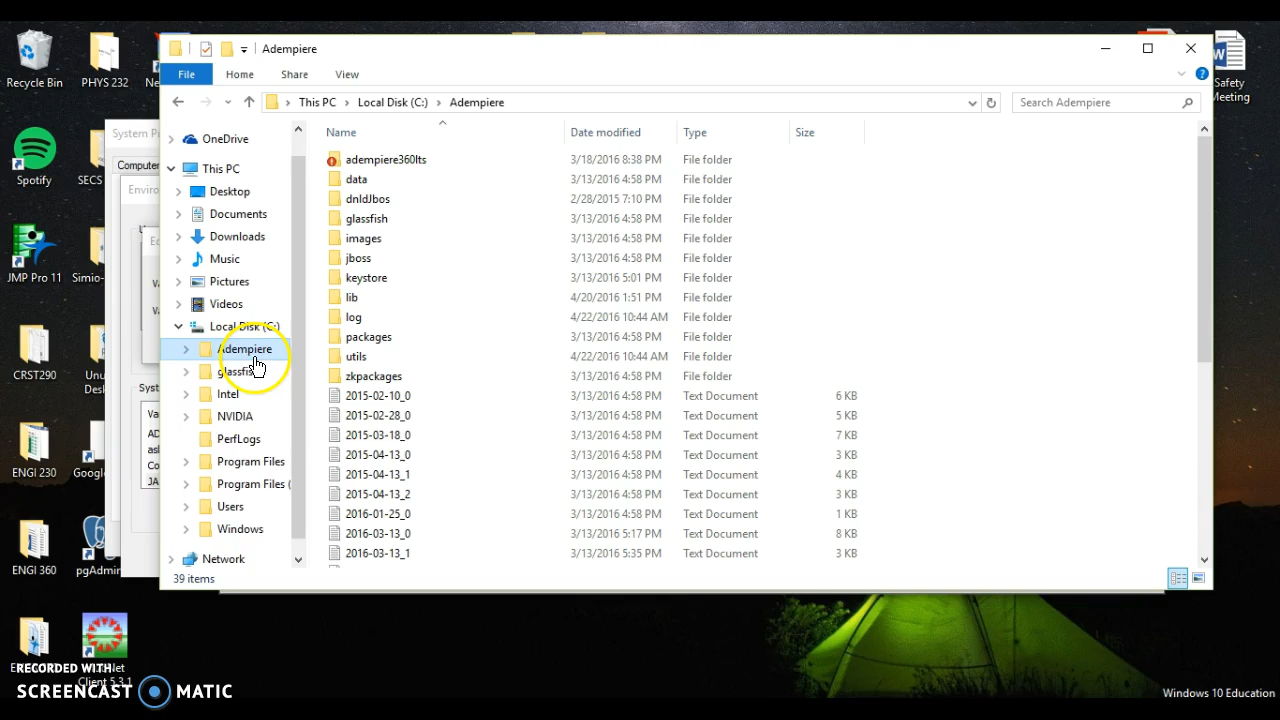 Recycle Bin
PHYS 232
Spotify
SECS
JMP Pro 11
Simio-
CRST290
Desk
ENGI 230
Google
ENGI 360
pgAdmin
Client 5.3.1
RECORDED WITH
SCREENCAST MATIC
Safety
Meeting
Windows 10 Education
Computer
Adempiere
File
Home
Share
View
This PC > Local Disk (C:) > Adempiere
Search Adempiere
OneDrive
This PC
Desktop
Documents
Downloads
Music
Pictures
Videos
Local Disk (C:)
Adempiere
Intel
NVIDIA
PerfLogs
Program Files
Program Files (
Users
Windows
Network
Name Date modified Type Size
adempiere360lts 3/18/2016 8:38 PM File folder
data 3/13/2016 4:58 PM File folder
dnldJbos 2/28/2015 7:10 PM File folder
glassfish 3/13/2016 4:58 PM File folder
images 3/13/2016 4:58 PM File folder
jboss 3/13/2016 4:58 PM File folder
keystore 3/13/2016 5:01 PM File folder
lib 4/20/2016 1:51 PM File folder
log 4/22/2016 10:44 AM File folder
packages 3/13/2016 4:58 PM File folder
utils 4/22/2016 10:44 AM File folder
zkpackages 3/13/2016 4:58 PM File folder
2015-02-10_0 3/13/2016 4:58 PM Text Document 6 KB
2015-02-28_0 3/13/2016 4:58 PM Text Document 5 KB
2015-03-18_0 3/13/2016 4:58 PM Text Document 7 KB
2015-04-13_0 3/13/2016 4:58 PM Text Document 3 KB
2015-04-13_1 3/13/2016 4:58 PM Text Document 4 KB
2015-04-13_2 3/13/2016 4:58 PM Text Document 3 KB
2016-01-25_0 3/13/2016 4:58 PM Text Document 1 KB
2016-03-13_0 3/13/2016 5:17 PM Text Document 8 KB
2016-03-13_1 3/13/2016 5:35 PM Text Document 3 KB
39 items